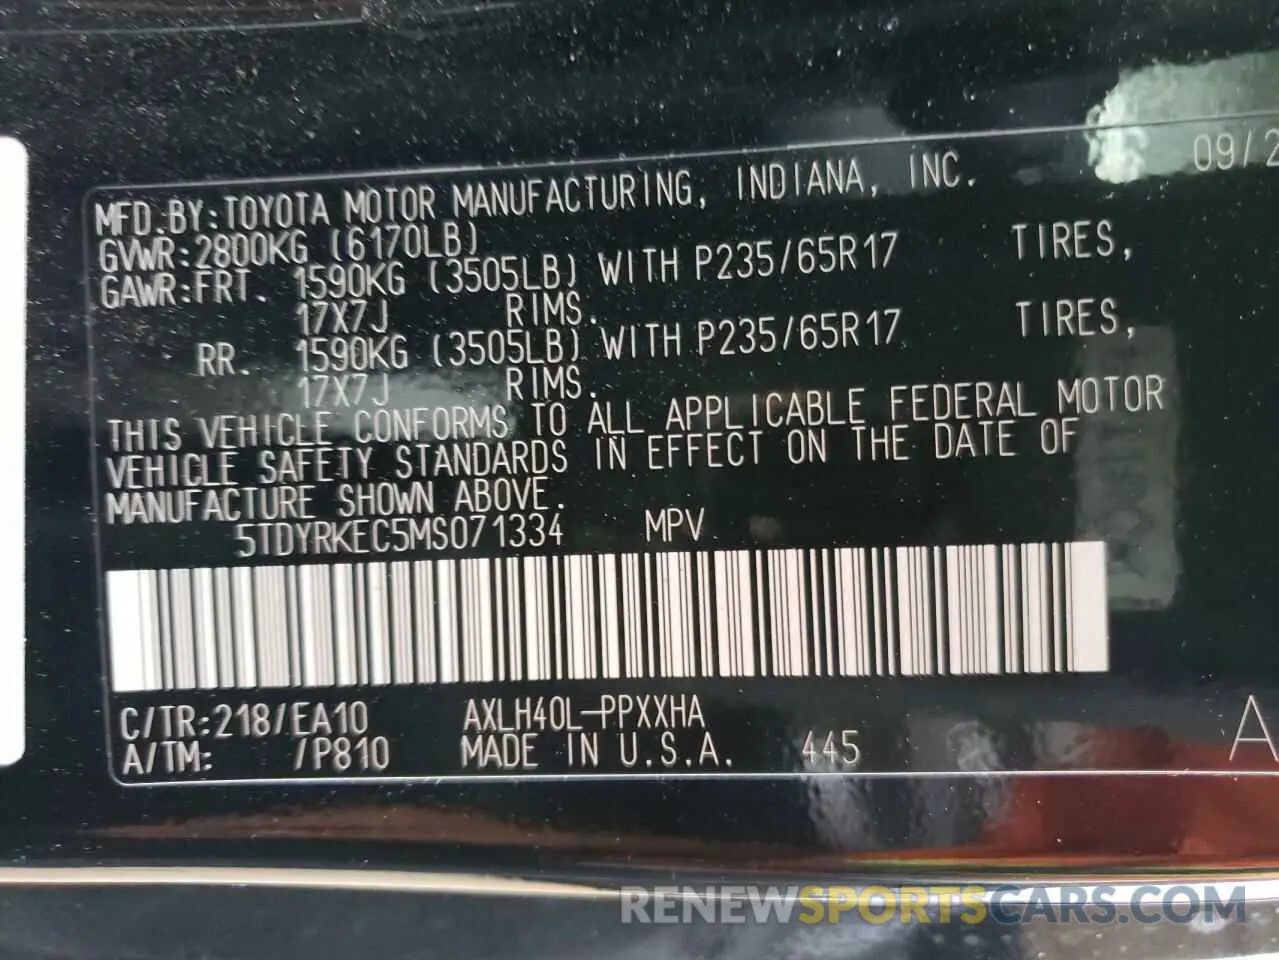 09/2
MFD.BY:TOYOTA MOTOR MANUFACTURING, INDIANA, INC.
GVWR:2800KG (6170LB)
GAWR:FRT. 1590KG (3505LB) WITH P235/65R17 TIRES,
17X7J RIMS.
RR. 1590KG (3505LB) WITH P235/65R17 TIRES,
17X7J RIMS.
THIS VEHICLE CONFORMS TO ALL APPLICABLE FEDERAL MOTOR
VEHICLE SAFETY STANDARDS IN EFFECT ON THE DATE OF
MANUFACTURE SHOWN ABOVE.
5TDYRKEC5MS071334 MPV
C/TR:218/EA10 AXLH40L-PPXXHA
A/TM: /P810 MADE IN U.S.A. 445 A
RENEWSPORTSCARS.COM